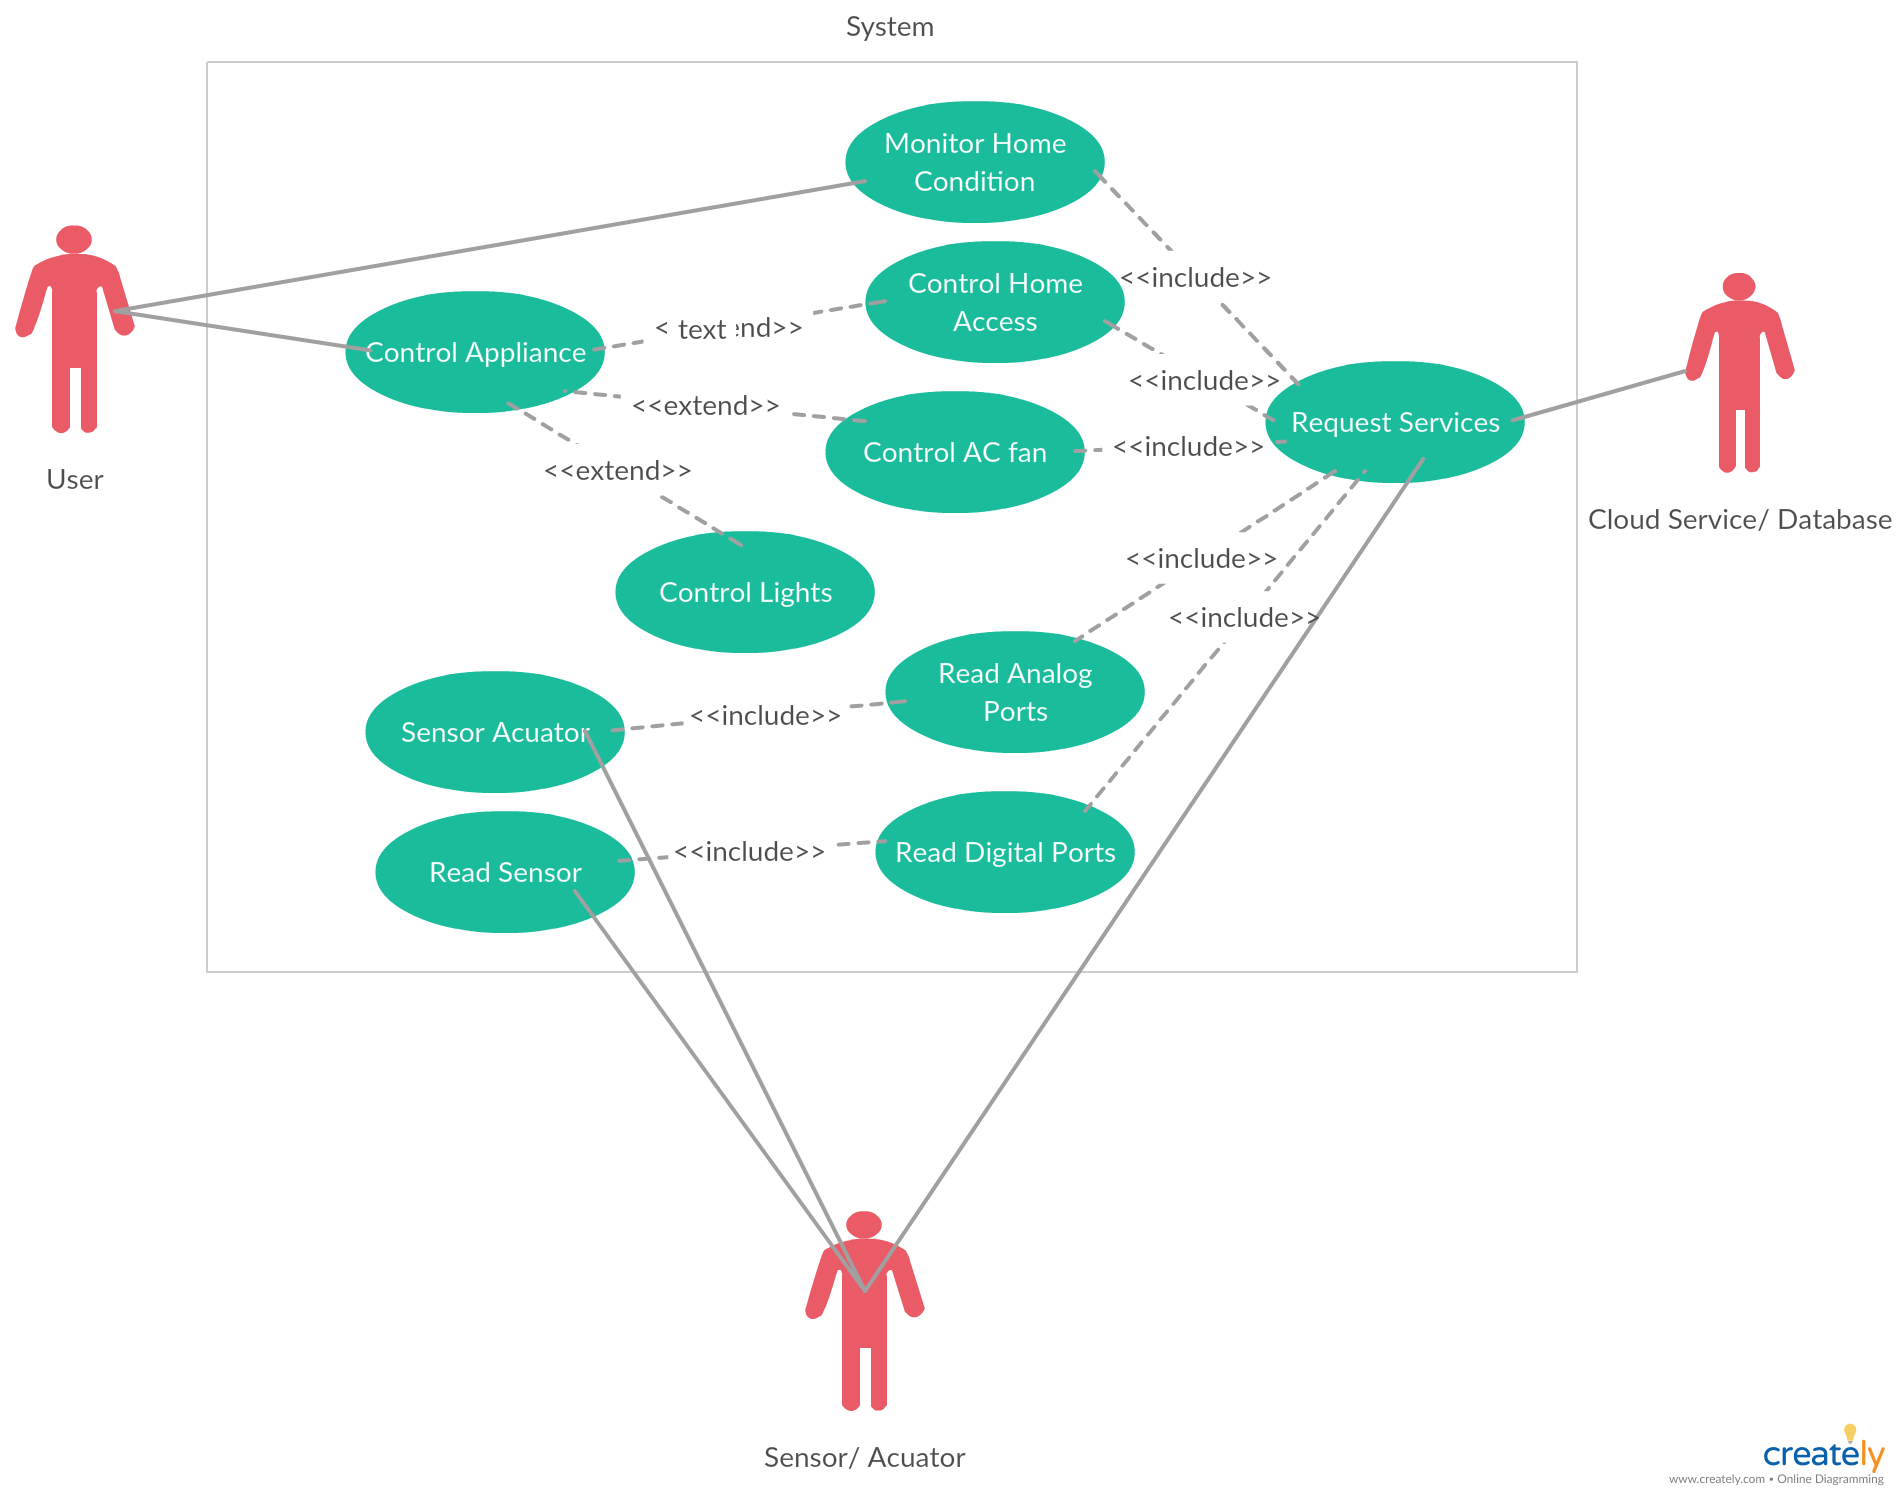 System
Monitor Home
Condition
<<include>>
Control Home
Access
< text end>>
Control Appliance
<<include>>
<<extend>>
Request Services
Control AC fan
<<include>>
<<extend>>
User
Cloud Service/ Database
<<include>>
Control Lights
<<include>>
Read Analog
Ports
<<include>>
Sensor Acuator
<<include>>
Read Digital Ports
Read Sensor
Sensor/ Acuator
creately
www.creately.com • Online Diagramming